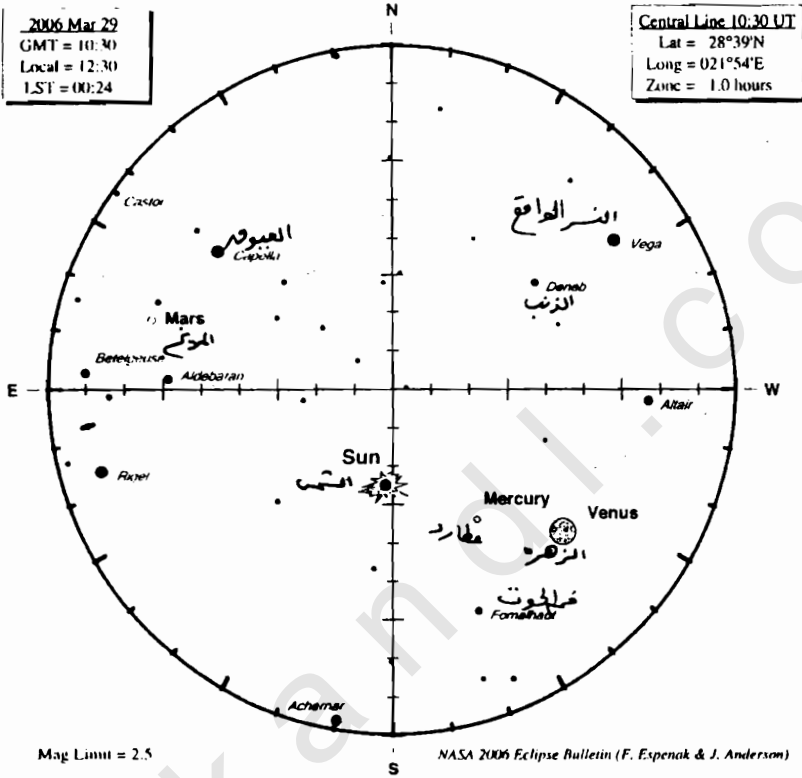 N
2006 Mar 29
GMT = 10:30
Local = 12:30
LST = 00:24
Central Line 10:30 UT
Lat = 28°39'N
Long = 021°54'E
Zone = 1.0 hours
Castor
العيوق
Capella
النسر الواقع
Vega
Deneb
الذنب
Mars
المريخ
Betelgeuse
Aldebaran
E
W
Altair
Rigel
Sun
الشمس
Mercury
عطارد
Venus
الزهرة
فم الحوت
Fomalhaut
Achernar
Mag Limit = 2.5
NASA 2006 Eclipse Bulletin (F. Espenak & J. Anderson)
S
kandl.co